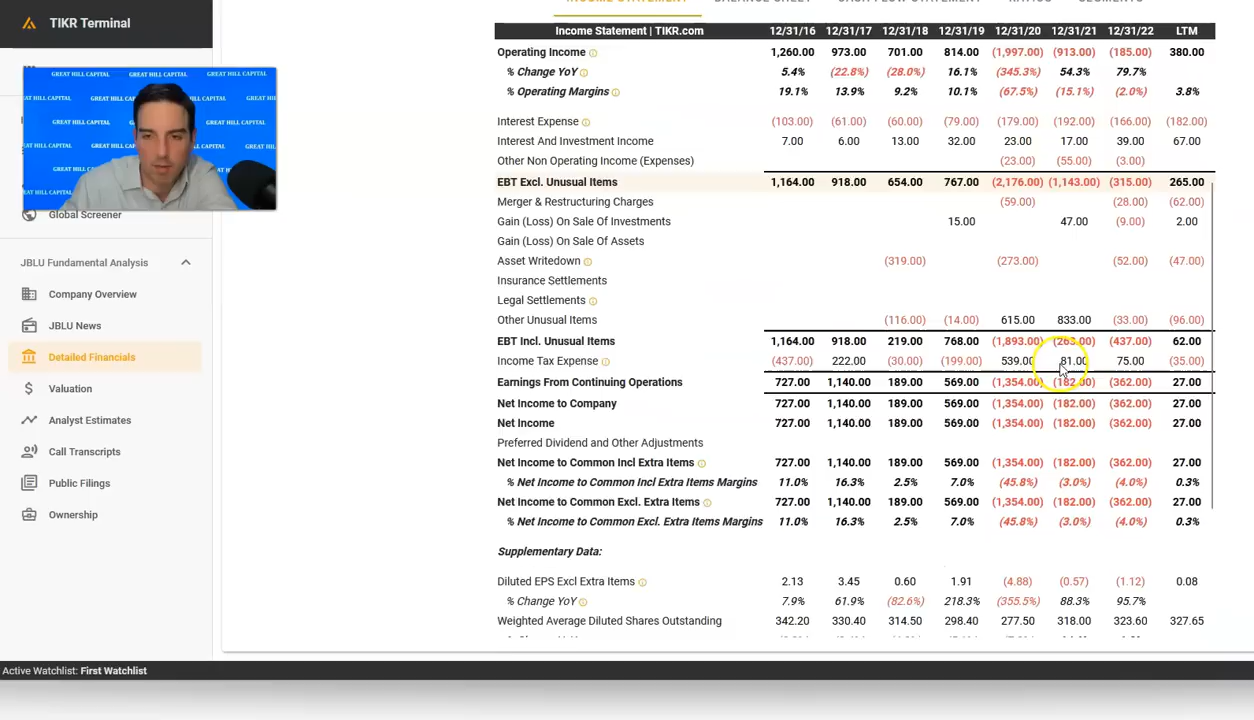 TIKR Terminal
GREAT HILL CAPITAL GREAT HILL CAPITAL GREAT HILL CAPITAL
Global Screener
JBLU Fundamental Analysis
Company Overview
JBLU News
Detailed Financials
Valuation
Analyst Estimates
Call Transcripts
Public Filings
Ownership
Income Statement | TIKR.com 12/31/16 12/31/17 12/31/18 12/31/19 12/31/20 12/31/21 12/31/22 LTM
Operating Income 1,260.00 973.00 701.00 814.00 (1,997.00) (913.00) (185.00) 380.00
% Change YoY 5.4% (22.8%) (28.0%) 16.1% (345.3%) 54.3% 79.7%
% Operating Margins 19.1% 13.9% 9.2% 10.1% (67.5%) (15.1%) (2.0%) 3.8%
Interest Expense (103.00) (61.00) (60.00) (79.00) (179.00) (192.00) (166.00) (182.00)
Interest And Investment Income 7.00 6.00 13.00 32.00 23.00 17.00 39.00 67.00
Other Non Operating Income (Expenses) (23.00) (55.00) (3.00)
EBT Excl. Unusual Items 1,164.00 918.00 654.00 767.00 (2,176.00) (1,143.00) (315.00) 265.00
Merger & Restructuring Charges (59.00) (28.00) (62.00)
Gain (Loss) On Sale Of Investments 15.00 47.00 (9.00) 2.00
Gain (Loss) On Sale Of Assets
Asset Writedown (319.00) (273.00) (52.00) (47.00)
Insurance Settlements
Legal Settlements
Other Unusual Items (116.00) (14.00) 615.00 833.00 (33.00) (96.00)
EBT Incl. Unusual Items 1,164.00 918.00 219.00 768.00 (1,893.00) (263.00) (437.00) 62.00
Income Tax Expense (437.00) 222.00 (30.00) (199.00) 539.00 81.00 75.00 (35.00)
Earnings From Continuing Operations 727.00 1,140.00 189.00 569.00 (1,354.00) (182.00) (362.00) 27.00
Net Income to Company 727.00 1,140.00 189.00 569.00 (1,354.00) (182.00) (362.00) 27.00
Net Income 727.00 1,140.00 189.00 569.00 (1,354.00) (182.00) (362.00) 27.00
Preferred Dividend and Other Adjustments
Net Income to Common Incl Extra Items 727.00 1,140.00 189.00 569.00 (1,354.00) (182.00) (362.00) 27.00
% Net Income to Common Incl Extra Items Margins 11.0% 16.3% 2.5% 7.0% (45.8%) (3.0%) (4.0%) 0.3%
Net Income to Common Excl. Extra Items 727.00 1,140.00 189.00 569.00 (1,354.00) (182.00) (362.00) 27.00
% Net Income to Common Excl. Extra Items Margins 11.0% 16.3% 2.5% 7.0% (45.8%) (3.0%) (4.0%) 0.3%
Supplementary Data:
Diluted EPS Excl Extra Items 2.13 3.45 0.60 1.91 (4.88) (0.57) (1.12) 0.08
% Change YoY 7.9% 61.9% (82.6%) 218.3% (355.5%) 88.3% 95.7%
Weighted Average Diluted Shares Outstanding 342.20 330.40 314.50 298.40 277.50 318.00 323.60 327.65
Active Watchlist: First Watchlist